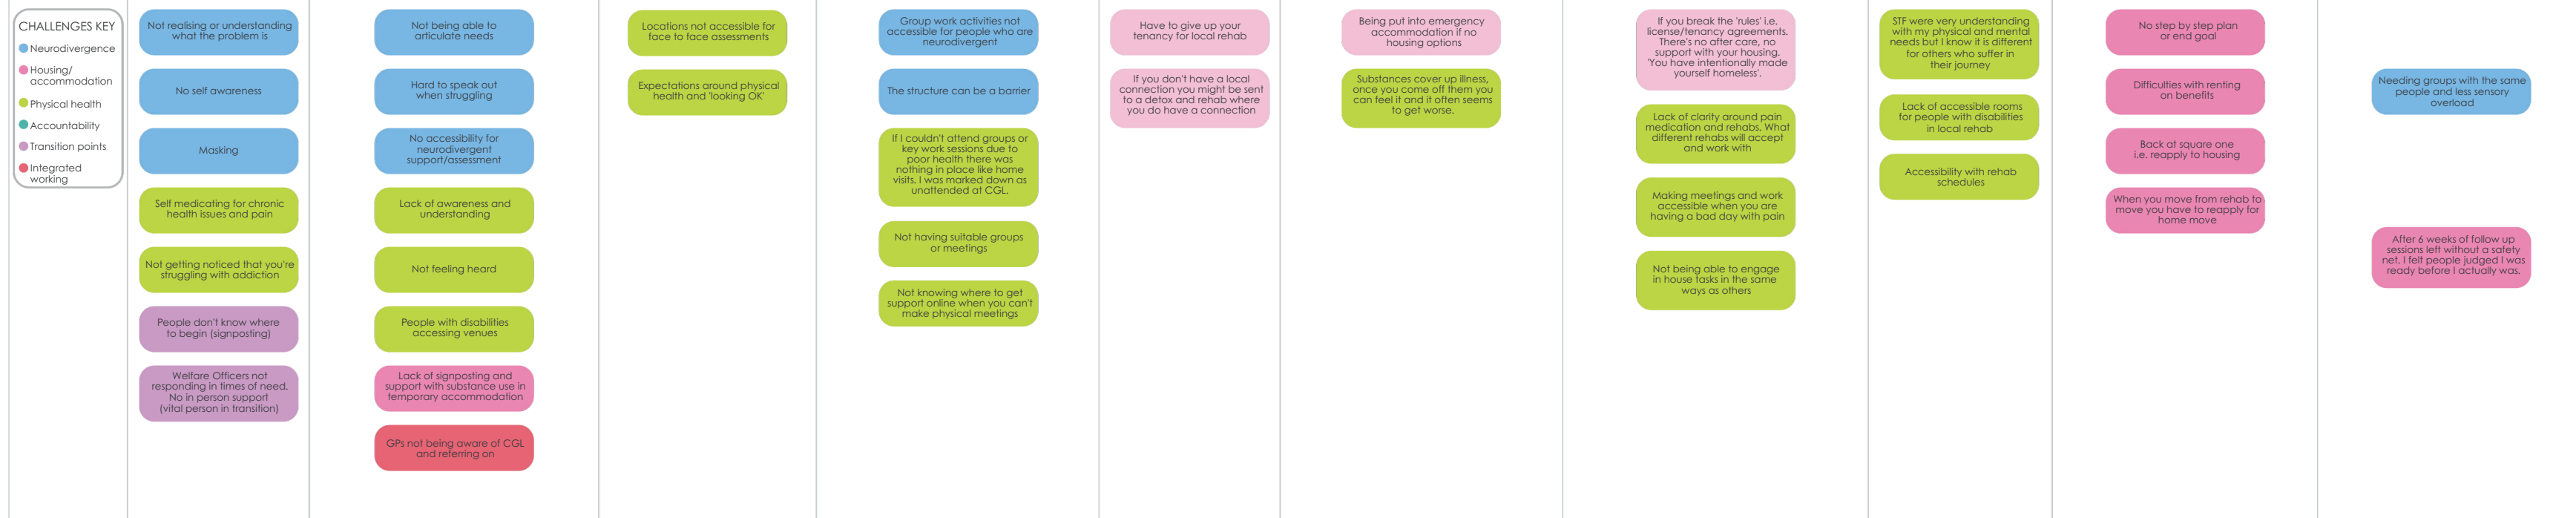 CHALLENGES KEY
Neurodivergence
Housing/
accommodation
Physical health
Accountability
Transition points
Integrated
working
Not realising or understanding
what the problem is
No self awareness
Masking
Self medicating for chronic
health issues and pain
Not getting noticed that you're
struggling with addiction
People don't know where
to begin (signposting)
Welfare Officers not
responding in times of need.
No in person support
(vital person in transition)
Not being able to
articulate needs
Hard to speak out
when struggling
No accessibility for
neurodivergent
support/assessment
Lack of awareness and
understanding
Not feeling heard
People with disabilities
accessing venues
Lack of signposting and
support with substance use in
temporary accommodation
GPs not being aware of CGL
and referring on
Locations not accessible for
face to face assessments
Expectations around physical
health and 'looking OK'
Group work activities not
accessible for people who are
neurodivergent
The structure can be a barrier
If I couldn't attend groups or
key work sessions due to
poor health there was
nothing in place like home
visits. I was marked down as
unattended at CGL.
Not having suitable groups
or meetings
Not knowing where to get
support online when you can't
make physical meetings
Have to give up your
tenancy for local rehab
If you don't have a local
connection you might be sent
to a detox and rehab where
you do have a connection
Being put into emergency
accommodation if no
housing options
Substances cover up illness,
once you come off them you
can feel it and it often seems
to get worse.
If you break the 'rules' i.e.
license/tenancy agreements.
There's no after care, no
support with your housing.
'You have intentionally made
yourself homeless'.
Lack of clarity around pain
medication and rehabs. What
different rehabs will accept
and work with
Making meetings and work
accessible when you are
having a bad day with pain
Not being able to engage
in house tasks in the same
ways as others
STF were very understanding
with my physical and mental
needs but I know it is different
for others who suffer in
their journey
Lack of accessible rooms
for people with disabilities
in local rehab
Accessibility with rehab
schedules
No step by step plan
or end goal
Difficulties with renting
on benefits
Back at square one
i.e. reapply to housing
When you move from rehab to
move you have to reapply for
home move
Needing groups with the same
people and less sensory
overload
After 6 weeks of follow up
sessions left without a safety
net. I felt people judged I was
ready before I actually was.